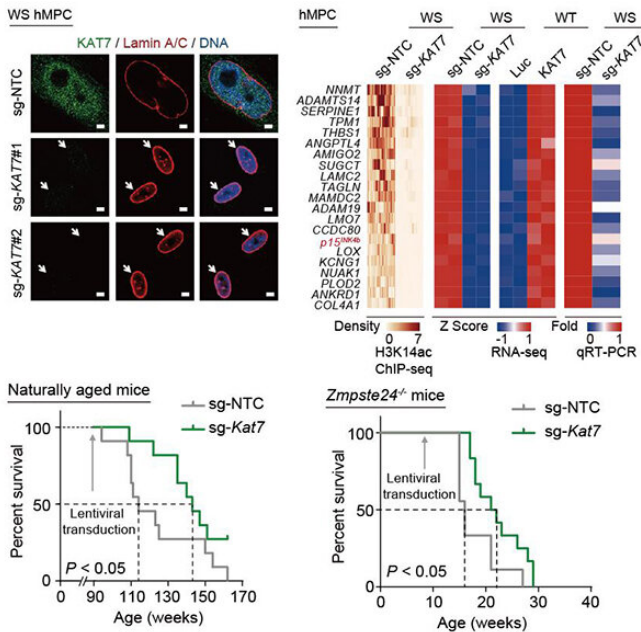 WS hMPC
KAT7 / Lamin A/C / DNA
sg-NTC
sg-KAT7#1
sg-KAT7#2
hMPC
WS
WS
WT
WS
sg-NTC
sg-KAT7
sg-NTC
sg-KAT7
Luc
KAT7
sg-NTC
sg-KAT7
NNMT
ADAMTS14
SERPINE1
TPM1
THBS1
ANGPTL4
AMIGO2
SUGCT
LAMC2
TAGLN
MAMDC2
ADAM19
LMO7
CCDC80
p15INK4b
LOX
KCNG1
NUAK1
PLOD2
ANKRD1
COL4A1
Density
0 7
H3K14ac
ChIP-seq
Z Score
-1 1
RNA-seq
Fold
0 1
qRT-PCR
Naturally aged mice
sg-NTC
sg-Kat7
Percent survival
100
50
0
Lentiviral
transduction
P < 0.05
0 90 110 130 150 170
Age (weeks)
Zmpste24-/- mice
sg-NTC
sg-Kat7
Percent survival
100
50
0
Lentiviral
transduction
P < 0.05
0 10 20 30 40
Age (weeks)